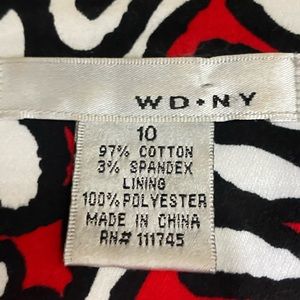 WD•NY
10
97% COTTON
3% SPANDEX
LINING
100% POLYESTER
MADE IN CHINA
RN# 111745